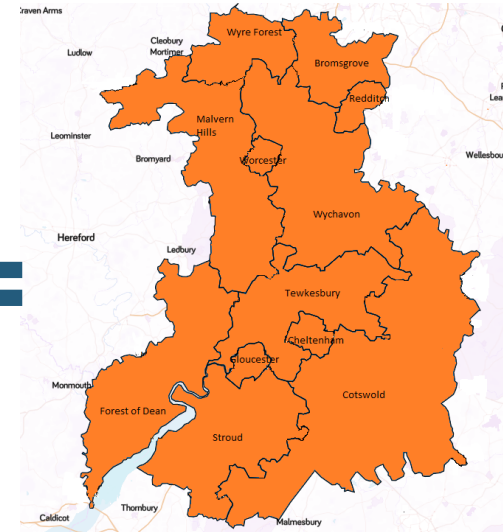 Craven Arms
Ludlow
Cleobury
Mortimer
Wyre Forest
Bromsgrove
Redditch
Lea
Malvern
Hills
Leominster
Bromyard
Worcester
Wellesbou
Wychavon
Hereford
Ledbury
Tewkesbury
Cheltenham
Gloucester
Monmouth
Cotswold
Forest of Dean
Stroud
Thornbury
Caldicot
Malmesbury